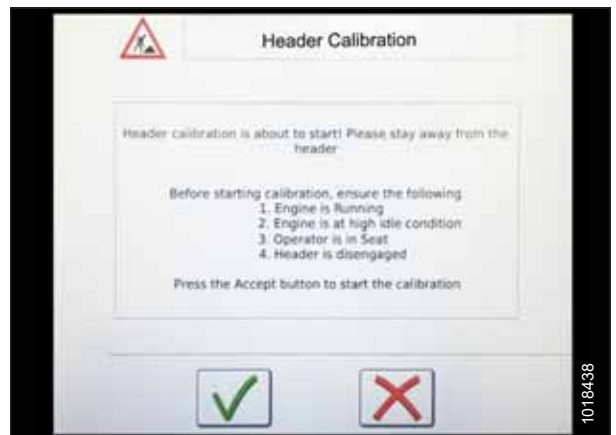 Header Calibration
Header calibration is about to start! Please stay away from the
header
Before starting calibration, ensure the following
1. Engine is Running
2. Engine is at high idle condition
3. Operator is in Seat
4. Header is disengaged
Press the Accept button to start the calibration
1018438